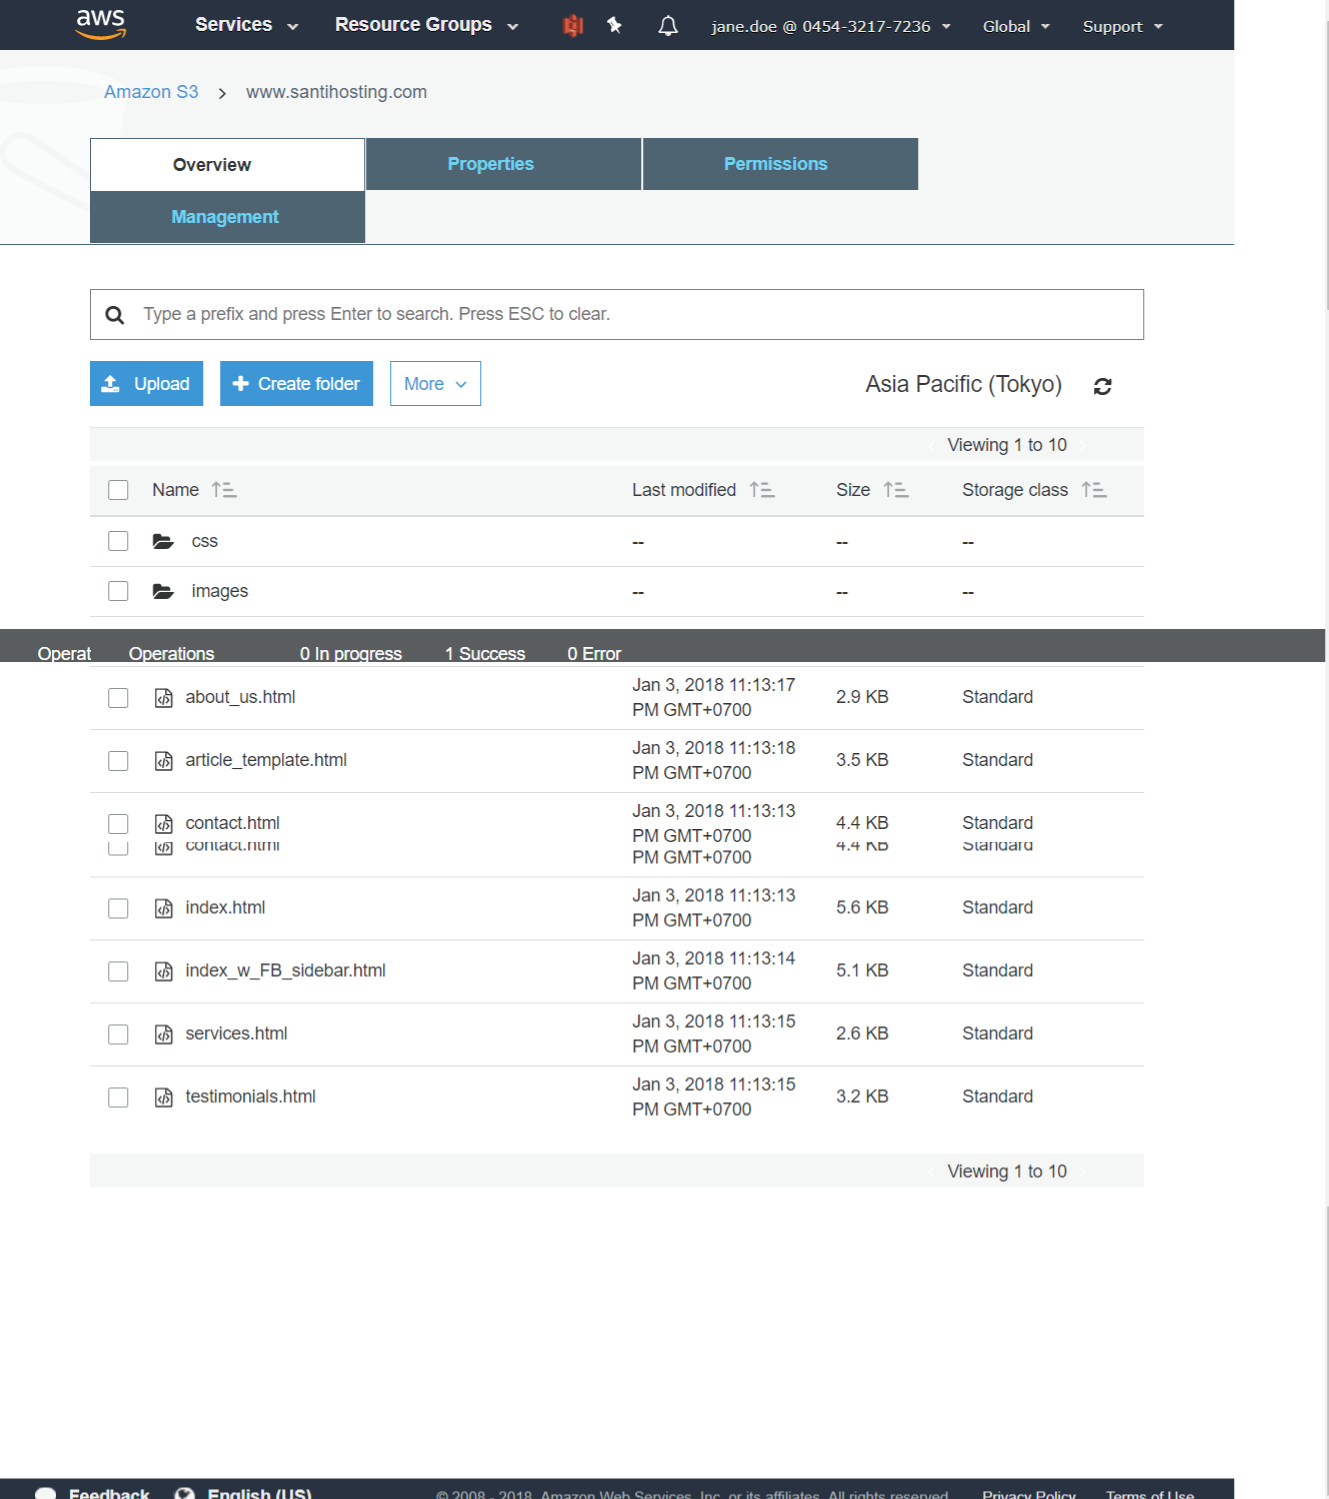 aws Services Resource Groups jane.doe @ 0454-3217-7236 Global Support
Amazon S3 > www.santihosting.com
Overview Properties Permissions
Management
Type a prefix and press Enter to search. Press ESC to clear.
Upload Create folder More Asia Pacific (Tokyo)
Viewing 1 to 10
Name Last modified Size Storage class
css -- -- --
images -- -- --
Operat Operations 0 In progress 1 Success 0 Error
about_us.html Jan 3, 2018 11:13:17 PM GMT+0700 2.9 KB Standard
article_template.html Jan 3, 2018 11:13:18 PM GMT+0700 3.5 KB Standard
contact.html Jan 3, 2018 11:13:13 PM GMT+0700 4.4 KB Standard
contact.html PM GMT+0700 4.4 KB Standard
index.html Jan 3, 2018 11:13:13 PM GMT+0700 5.6 KB Standard
index_w_FB_sidebar.html Jan 3, 2018 11:13:14 PM GMT+0700 5.1 KB Standard
services.html Jan 3, 2018 11:13:15 PM GMT+0700 2.6 KB Standard
testimonials.html Jan 3, 2018 11:13:15 PM GMT+0700 3.2 KB Standard
Viewing 1 to 10
Feedback English (US) © 2008 - 2018, Amazon Web Services, Inc. or its affiliates. All rights reserved. Privacy Policy Terms of Use